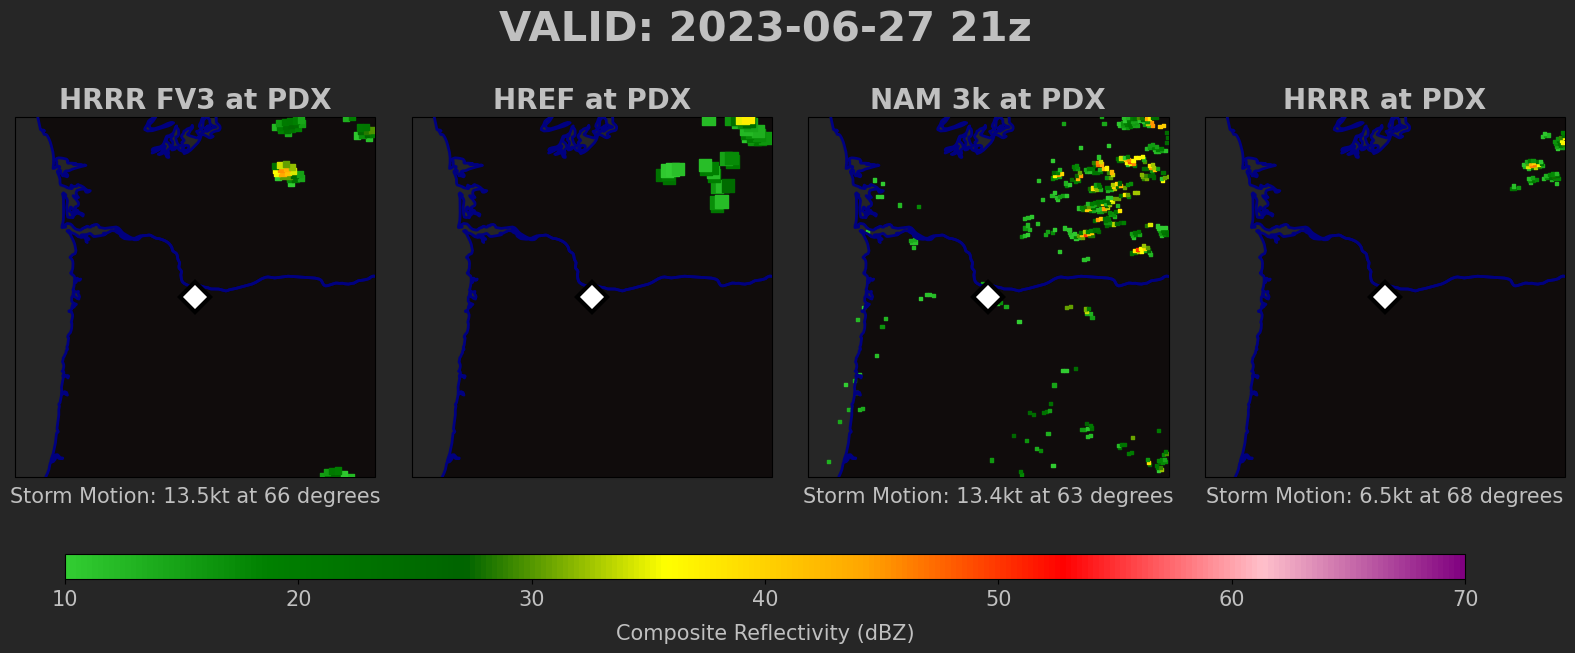 VALID: 2023-06-27 21z
HRRR FV3 at PDX
HREF at PDX
NAM 3k at PDX
HRRR at PDX
Storm Motion: 13.5kt at 66 degrees
Storm Motion: 13.4kt at 63 degrees
Storm Motion: 6.5kt at 68 degrees
10 20 30 40 50 60 70
Composite Reflectivity (dBZ)